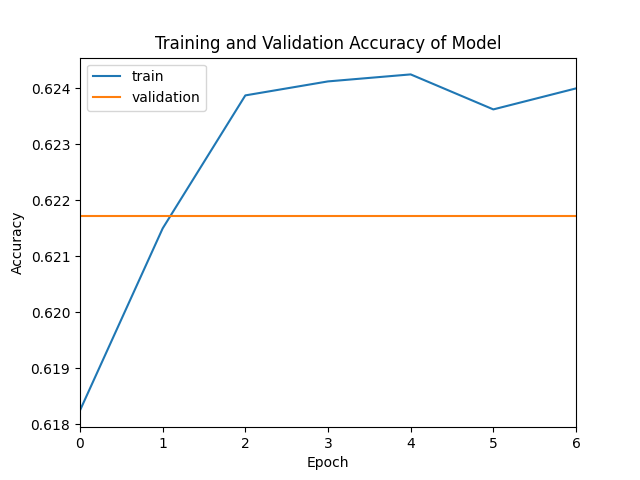 Training and Validation Accuracy of Model
train
validation
0.624
0.623
0.622
0.621
0.620
0.619
0.618
Accuracy
0 1 2 3 4 5 6
Epoch